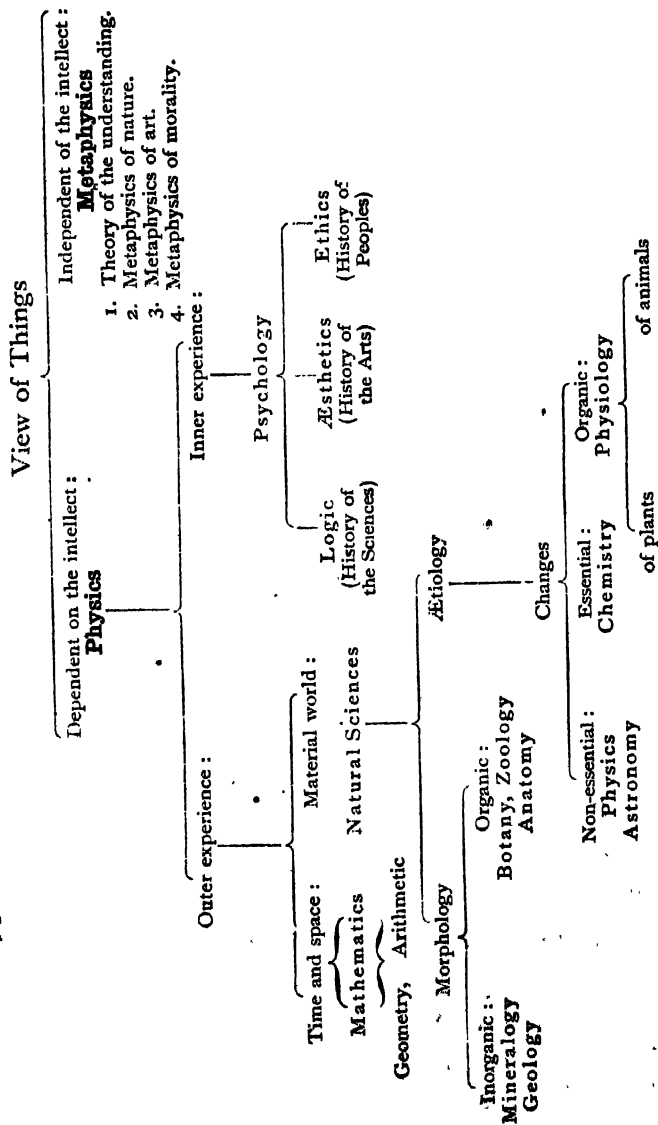 View of Things
Dependent on the intellect :
Physics
Independent of the intellect :
Metaphysics
1. Theory of the understanding.
2. Metaphysics of nature.
3. Metaphysics of art.
4. Metaphysics of morality.
Outer experience :
Inner experience :
Time and space :
Mathematics
Geometry, Arithmetic
Material world :
Natural Sciences
Psychology
Logic
(History of
the Sciences)
Æsthetics
(History of
the Arts)
Ethics
(History of
Peoples)
Morphology
Ætiology
Inorganic :
Mineralogy
Geology
Organic :
Botany, Zoology
Anatomy
Changes
Non-essential :
Physics
Astronomy
Essential :
Chemistry
Organic :
Physiology
of plants
of animals